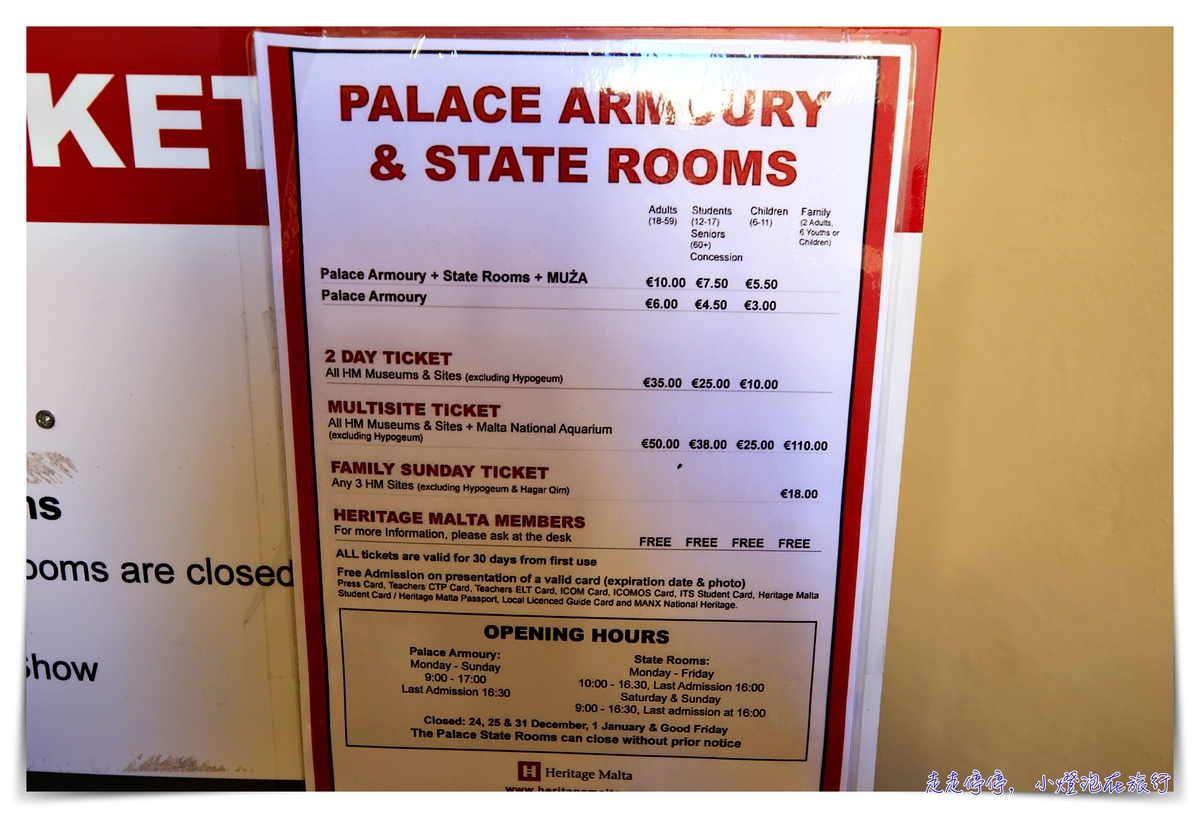 KET
PALACE ARMOURY
& STATE ROOMS
Adults Students Children Family
(18-59) (12-17) (6-11) (2 Adults,
Seniors 6 Youths or
(60+) Children)
Concession
Palace Armoury + State Rooms + MUŻA €10.00 €7.50 €5.50
Palace Armoury €6.00 €4.50 €3.00
2 DAY TICKET
All HM Museums & Sites (excluding Hypogeum) €35.00 €25.00 €10.00
MULTISITE TICKET
All HM Museums & Sites + Malta National Aquarium
(excluding Hypogeum) €50.00 €38.00 €25.00 €110.00
FAMILY SUNDAY TICKET
Any 3 HM Sites (excluding Hypogeum & Hagar Qim) €18.00
HERITAGE MALTA MEMBERS
For more Information, please ask at the desk FREE FREE FREE FREE
ALL tickets are valid for 30 days from first use
Free Admission on presentation of a valid card (expiration date & photo)
Press Card, Teachers CTP Card, Teachers ELT Card, ICOM Card, ICOMOS Card, ITS Student Card, Heritage Malta
Student Card / Heritage Malta Passport, Local Licenced Guide Card and MANX National Heritage.
OPENING HOURS
Palace Armoury:
Monday - Sunday
9:00 - 17:00
Last Admission 16:30
State Rooms:
Monday - Friday
10:00 - 16.30, Last Admission 16:00
Saturday & Sunday
9:00 - 16:30, Last admission at 16:00
Closed: 24, 25 & 31 December, 1 January & Good Friday
The Palace State Rooms can close without prior notice
Heritage Malta
ns
ooms are closed
show
走走停停，小燈泡在旅行